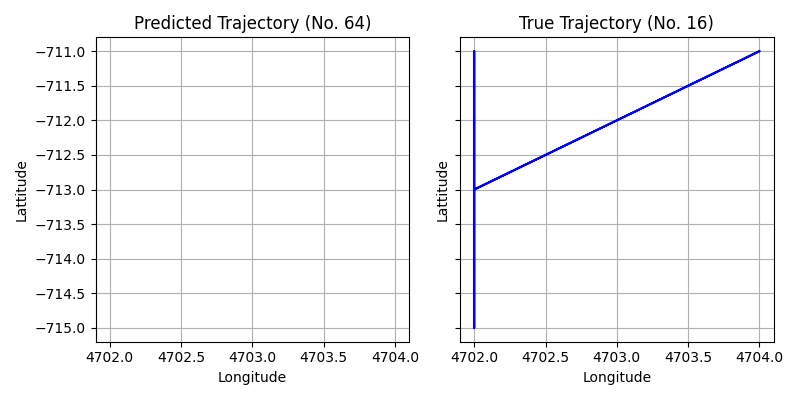 Predicted Trajectory (No. 64)
−711.0
−711.5
−712.0
−712.5
−713.0
−713.5
−714.0
−714.5
−715.0
Lattitude
4702.0 4702.5 4703.0 4703.5 4704.0
Longitude
True Trajectory (No. 16)
Lattitude
4702.0 4702.5 4703.0 4703.5 4704.0
Longitude